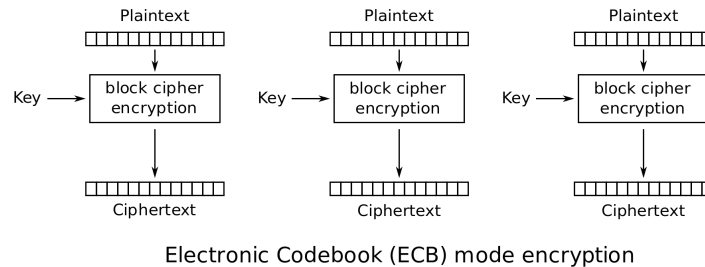 Plaintext
Plaintext
Plaintext
Key
block cipher
encryption
Key
block cipher
encryption
Key
block cipher
encryption
Ciphertext
Ciphertext
Ciphertext
Electronic Codebook (ECB) mode encryption